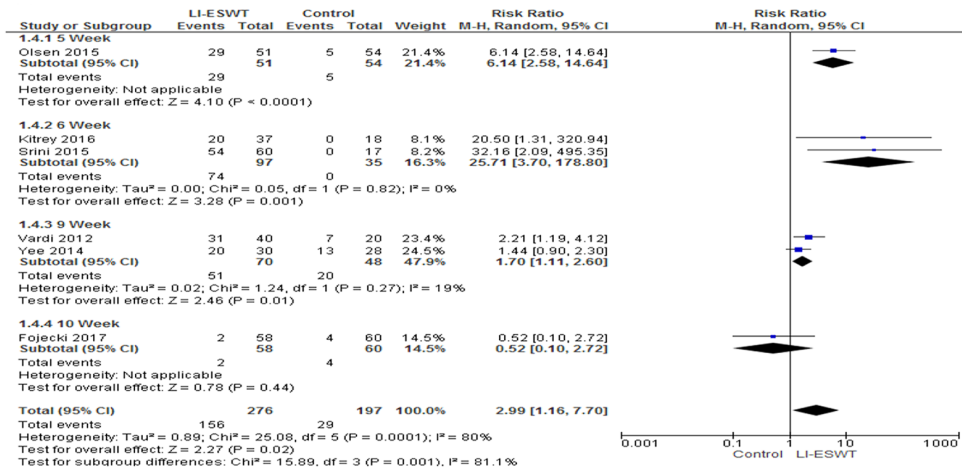 LI-ESWT Control Risk Ratio Risk Ratio
Study or Subgroup Events Total Events Total Weight M-H, Random, 95% CI M-H, Random, 95% CI
1.4.1 5 Week
Olsen 2015 29 51 5 54 21.4% 6.14 [2.58, 14.64]
Subtotal (95% CI) 51 54 21.4% 6.14 [2.58, 14.64]
Total events 29 5
Heterogeneity: Not applicable
Test for overall effect: Z = 4.10 (P < 0.0001)
1.4.2 6 Week
Kitrey 2016 20 37 0 18 8.1% 20.50 [1.31, 320.94]
Srini 2015 54 60 0 17 8.2% 32.16 [2.09, 495.35]
Subtotal (95% CI) 97 35 16.3% 25.71 [3.70, 178.80]
Total events 74 0
Heterogeneity: Tau² = 0.00; Chi² = 0.05, df = 1 (P = 0.82); I² = 0%
Test for overall effect: Z = 3.28 (P = 0.001)
1.4.3 9 Week
Vardi 2012 31 40 7 20 23.4% 2.21 [1.19, 4.12]
Yee 2014 20 30 13 28 24.5% 1.44 [0.90, 2.30]
Subtotal (95% CI) 70 48 47.9% 1.70 [1.11, 2.60]
Total events 51 20
Heterogeneity: Tau² = 0.02; Chi² = 1.24, df = 1 (P = 0.27); I² = 19%
Test for overall effect: Z = 2.46 (P = 0.01)
1.4.4 10 Week
Fojecki 2017 2 58 4 60 14.5% 0.52 [0.10, 2.72]
Subtotal (95% CI) 58 60 14.5% 0.52 [0.10, 2.72]
Total events 2 4
Heterogeneity: Not applicable
Test for overall effect: Z = 0.78 (P = 0.44)
Total (95% CI) 276 197 100.0% 2.99 [1.16, 7.70]
Total events 156 29
Heterogeneity: Tau² = 0.89; Chi² = 25.08, df = 5 (P = 0.0001); I² = 80%
Test for overall effect: Z = 2.27 (P = 0.02)
Test for subgroup differences: Chi² = 15.89, df = 3 (P = 0.001), I² = 81.1%
0.001 0.1 1 10 1000
Control LI-ESWT